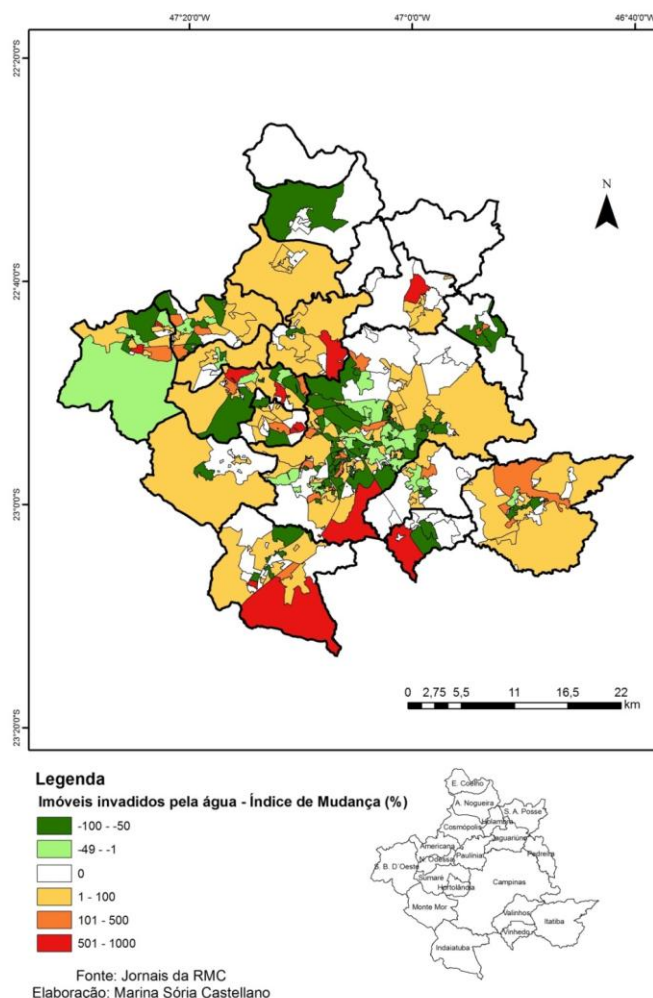 47°20'0"W 47°0'0"W 46°40'0"W
22°20'0"S
N
22°40'0"S
23°0'0"S
23°20'0"S
0 2,75 5,5 11 16,5 22
km
Legenda
Imóveis invadidos pela água - Índice de Mudança (%)
-100 - -50
-49 - -1
0
1 - 100
101 - 500
501 - 1000
E. Coelho
A. Nogueira
S. A. Posse
Cosmópolis
Holambra
Jaguariúna
Americana
Paulínia
Pedreira
N. Odessa
S. B. D'Oeste
Sumaré
Hortolândia
Campinas
Monte Mor
Valinhos
Itatiba
Vinhedo
Indaiatuba
Fonte: Jornais da RMC
Elaboração: Marina Sória Castellano